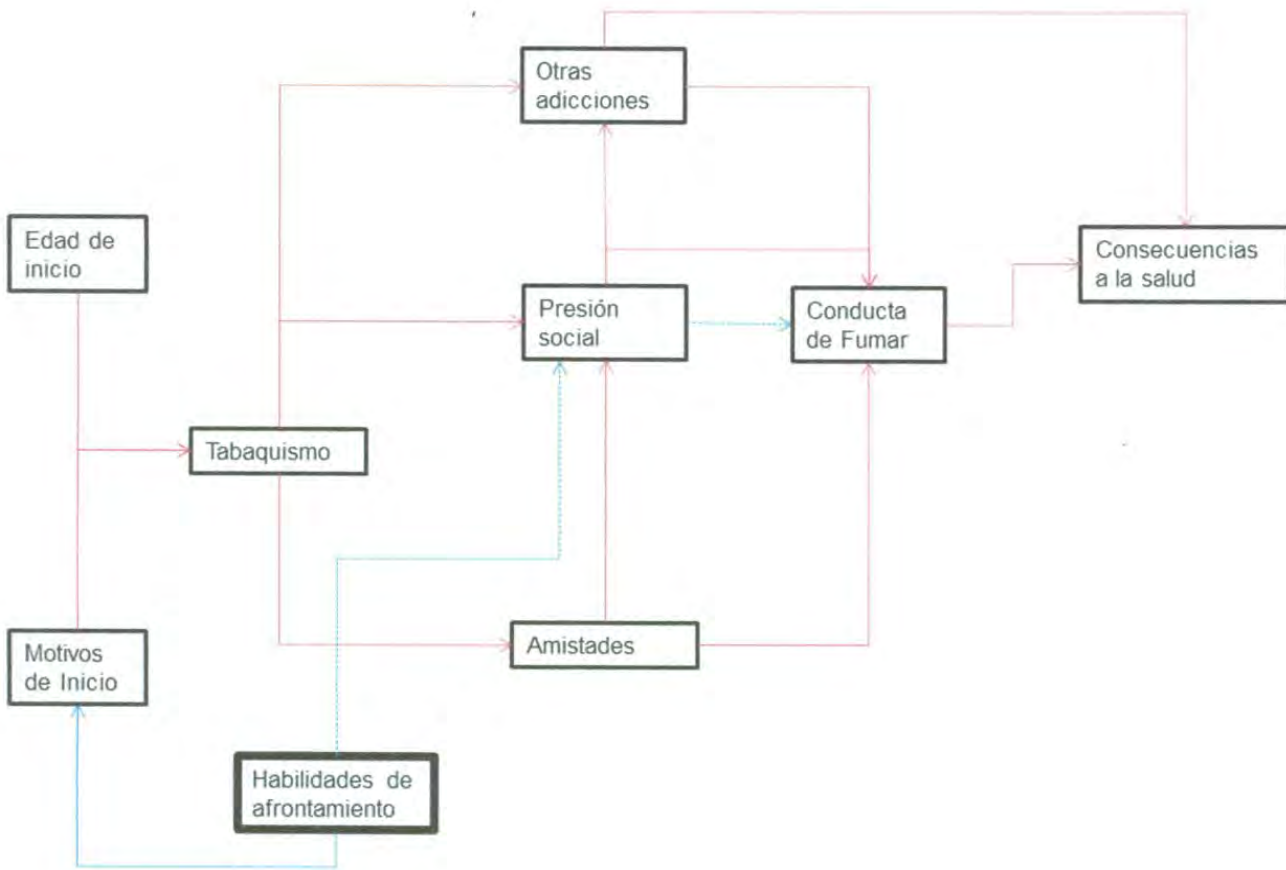 Otras
adicciones
Edad de
inicio
Consecuencias
a la salud
Presión
social
Conducta
de Fumar
Tabaquismo
Amistades
Motivos
de Inicio
Habilidades de
afrontamiento